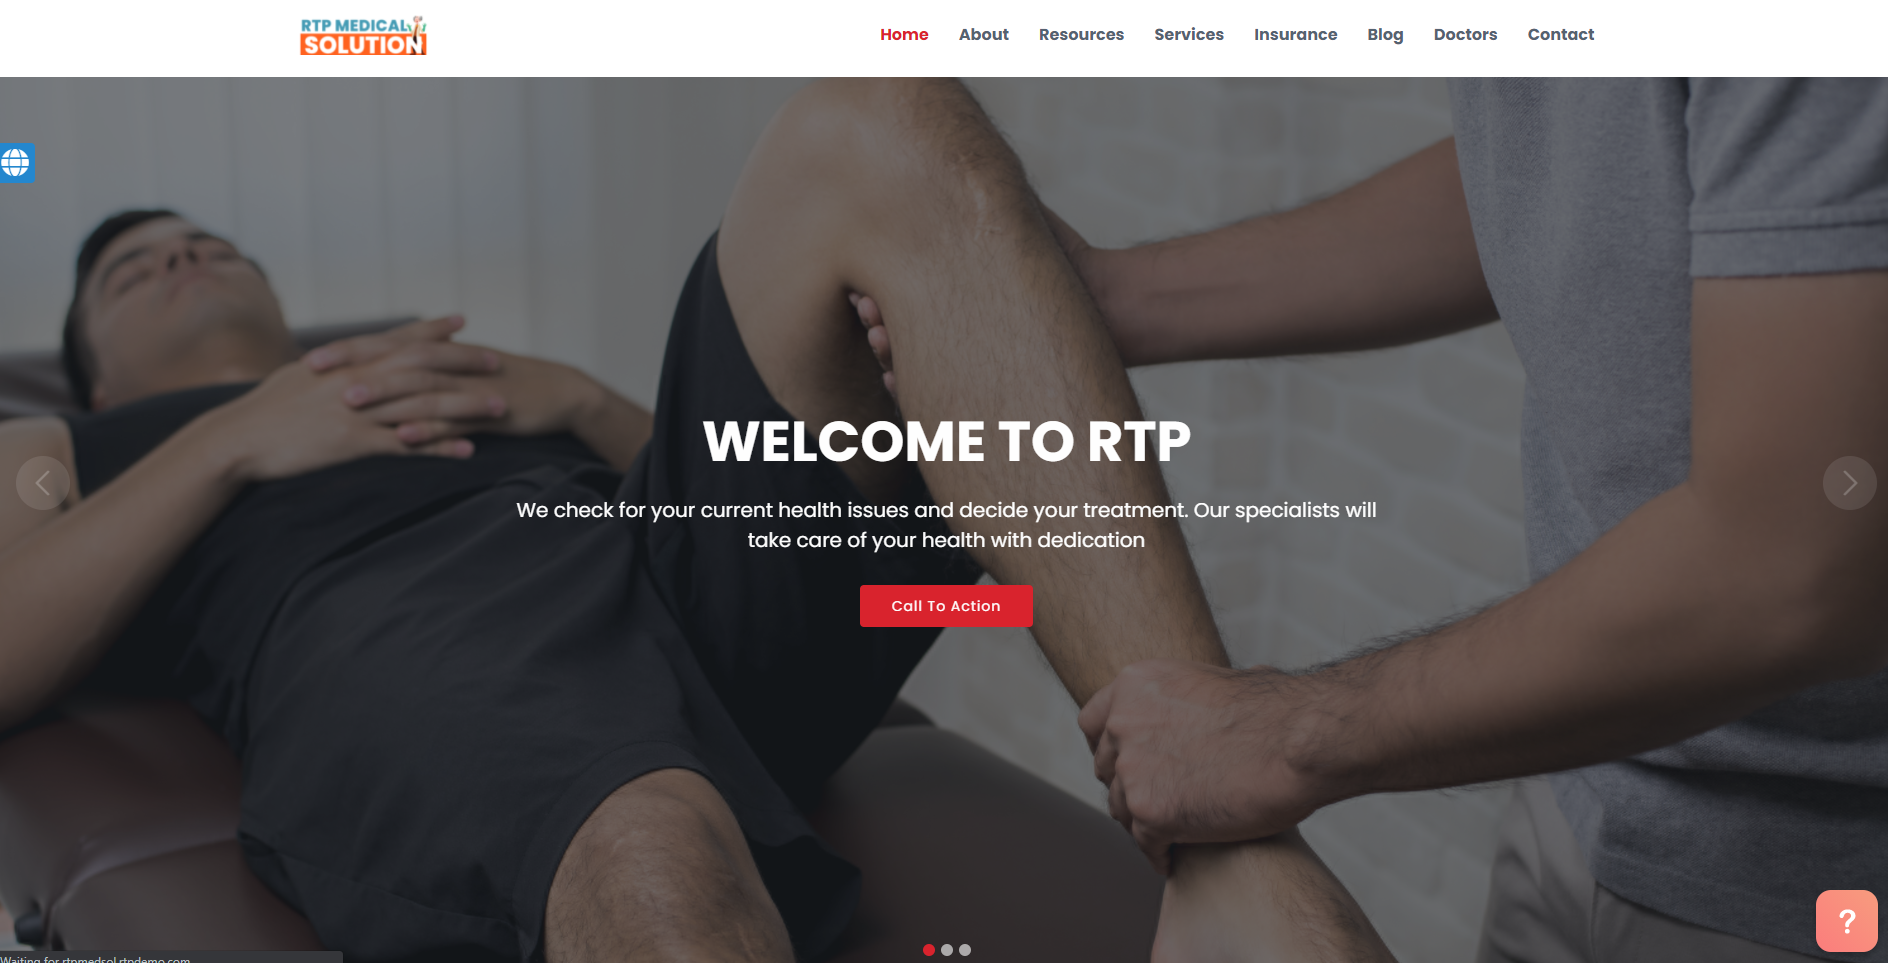 RTP MEDICAL
SOLUTION
Home
About
Resources
Services
Insurance
Blog
Doctors
Contact
WELCOME TO RTP
We check for your current health issues and decide your treatment. Our specialists will
take care of your health with dedication
Call To Action
?
Waiting for rtpmedsol.rtpdemo.com